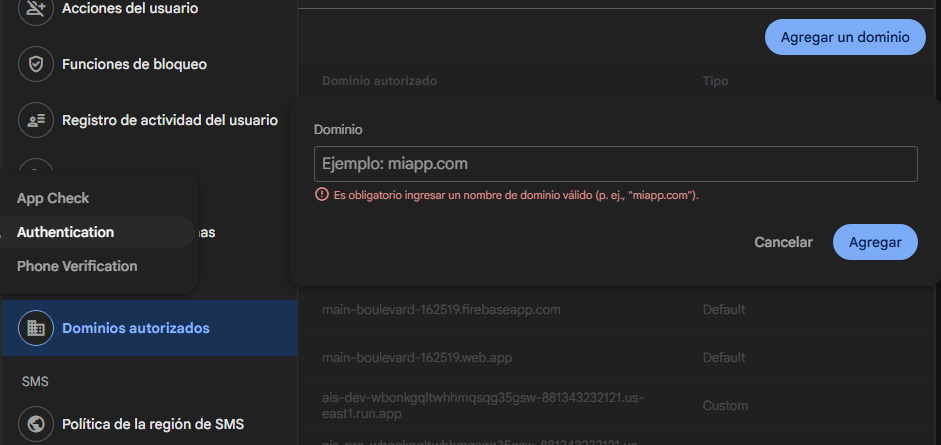 Acciones del usuario
Agregar un dominio
Funciones de bloqueo
Dominio autorizado
Tipo
Registro de actividad del usuario
Dominio
Ejemplo: miapp.com
Es obligatorio ingresar un nombre de dominio válido (p. ej., "miapp.com").
App Check
Authentication
nas
Phone Verification
Cancelar
Agregar
main-boulevard-162519.firebaseapp.com
Default
Dominios autorizados
main-boulevard-162519.web.app
Default
SMS
ais-dev-wbonkgqltwhhmqsqg35gsw-881343232121.us-
east1.run.app
Custom
Política de la región de SMS